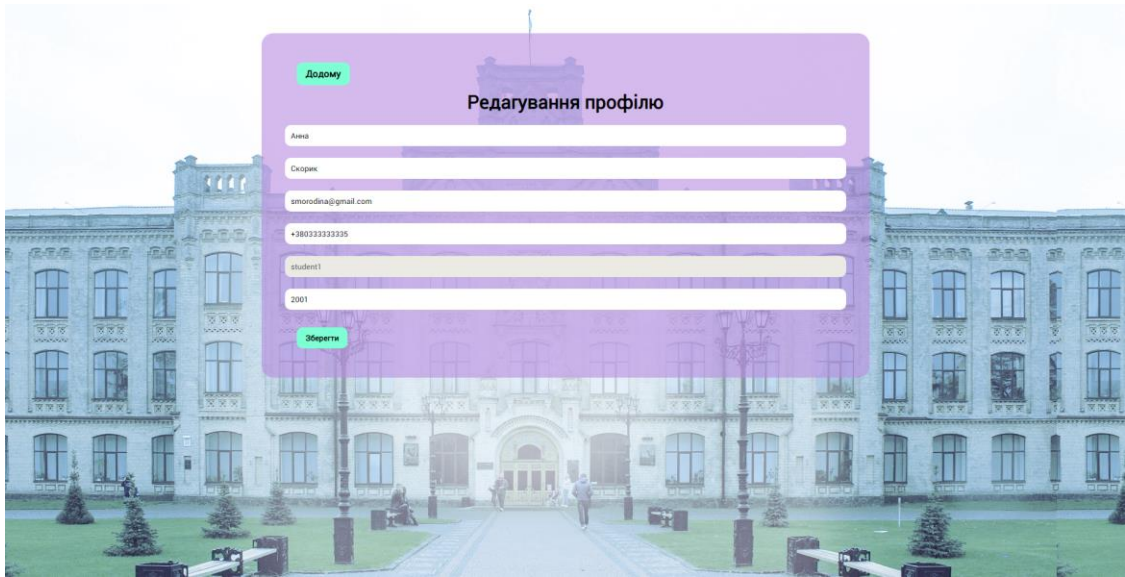 Додому
Редагування профілю
Анна
Скорик
smorodina@gmail.com
+380333333335
student1
2001
Зберегти